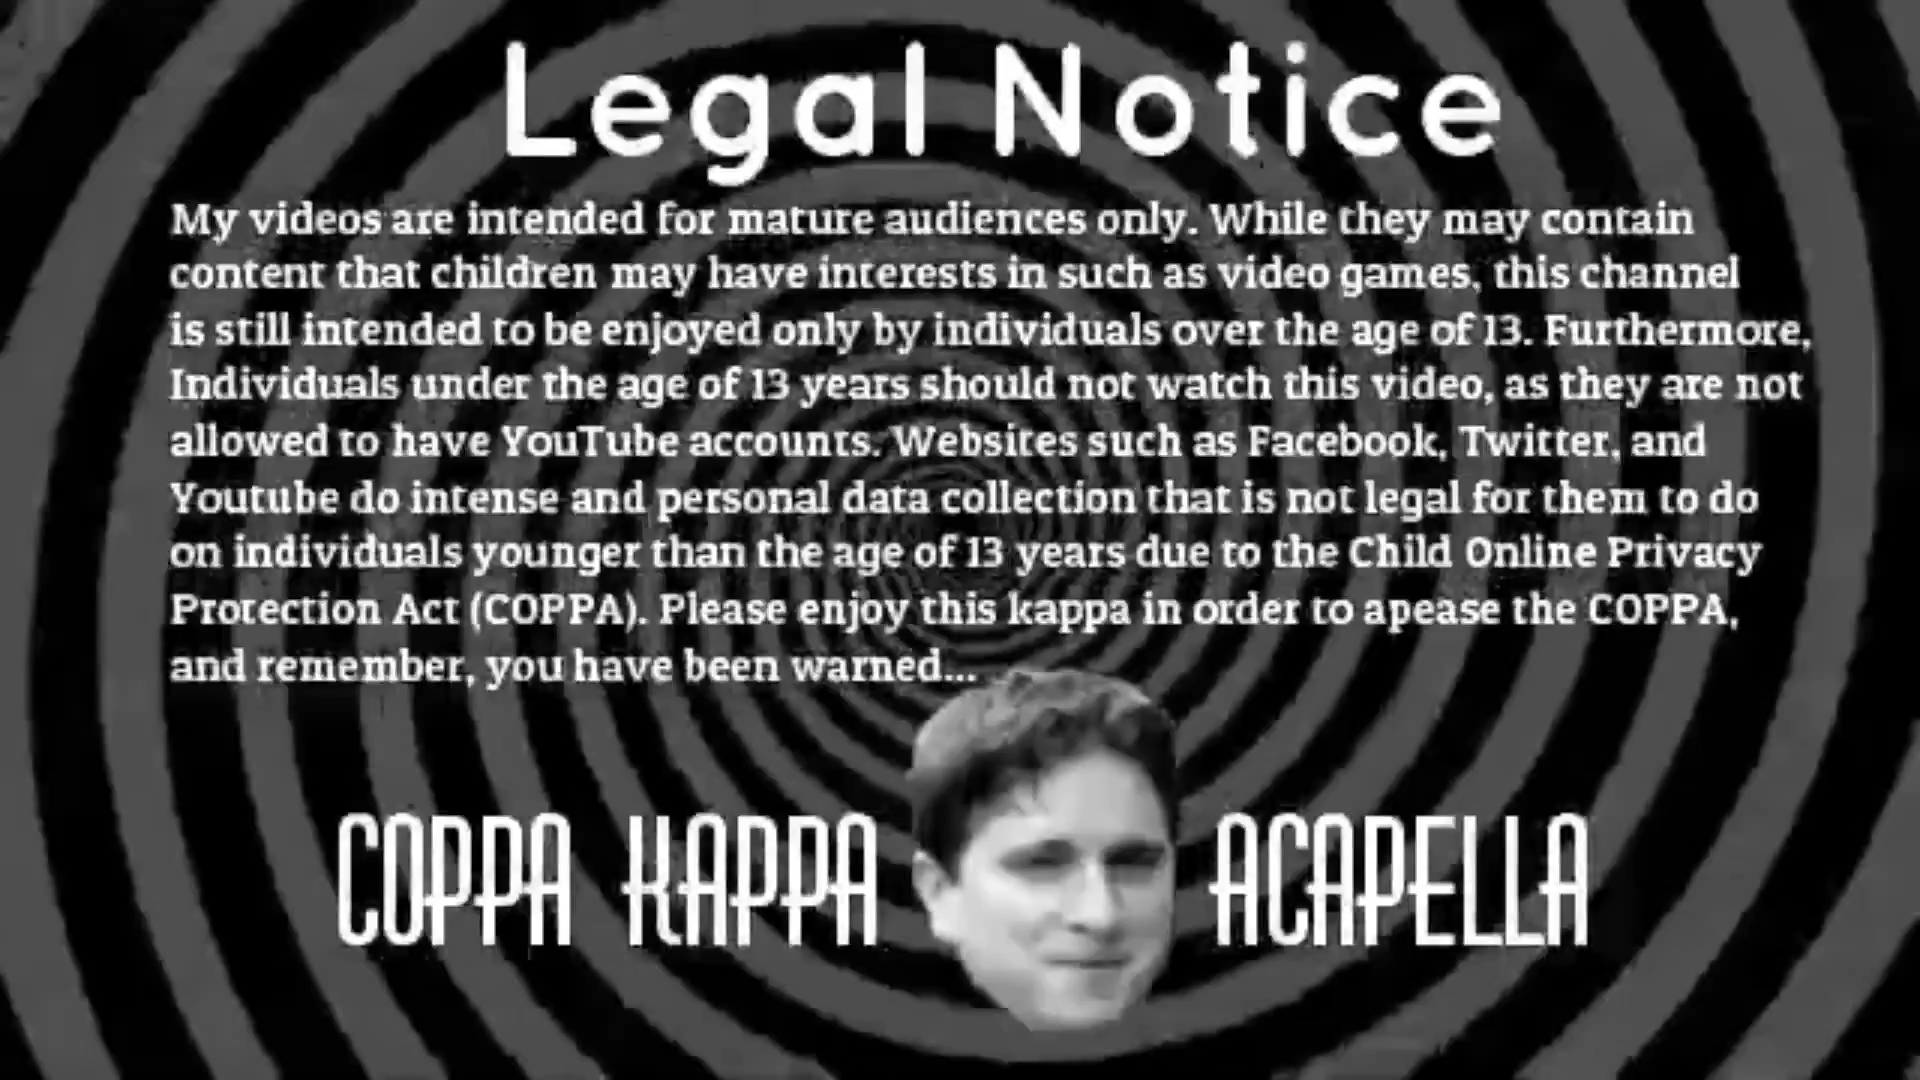 Legal Notice
My videos are intended for mature audiences only. While they may contain
content that children may have interests in such as video games, this channel
is still intended to be enjoyed only by individuals over the age of 13. Furthermore,
Individuals under the age of 13 years should not watch this video, as they are not
allowed to have YouTube accounts. Websites such as Facebook, Twitter, and
Youtube do intense and personal data collection that is not legal for them to do
on individuals younger than the age of 13 years due to the Child Online Privacy
Protection Act (COPPA). Please enjoy this kappa in order to apease the COPPA,
and remember, you have been warned...
COPPA KAPPA ACAPELLA